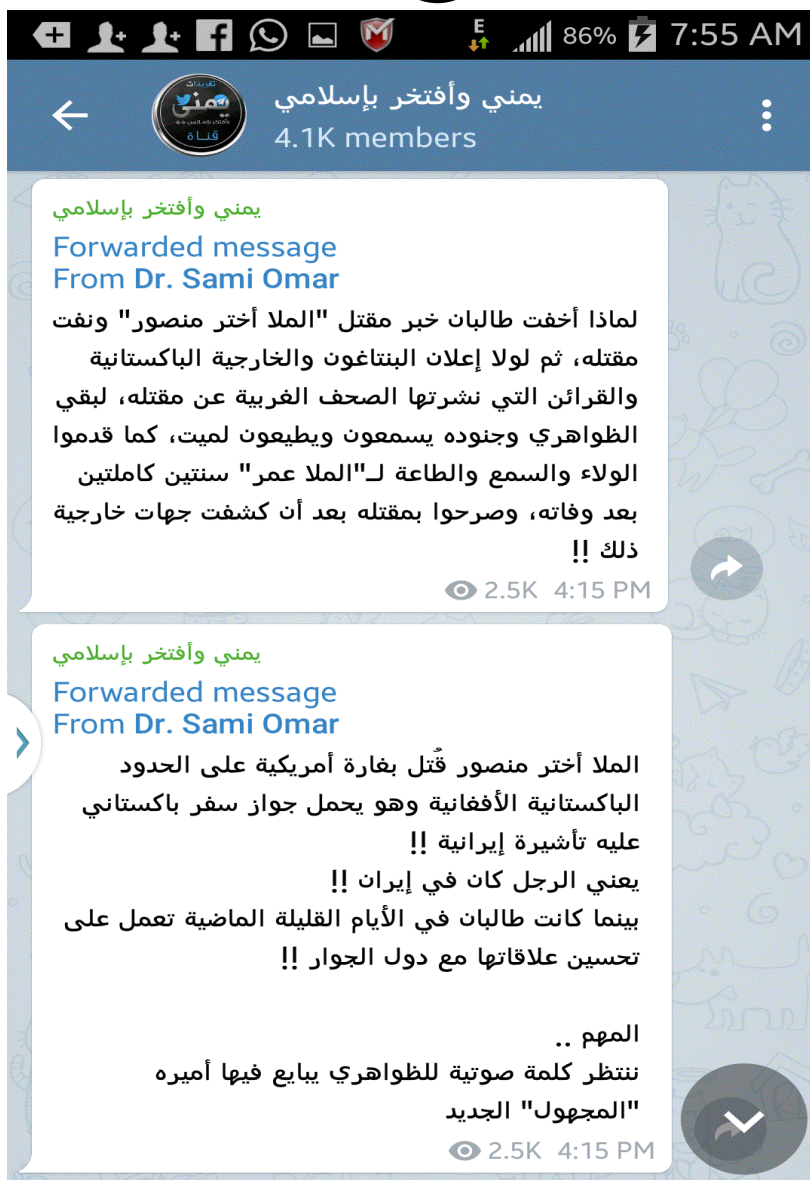 86% 7:55 AM
يمني وأفتخر بإسلامي
4.1K members
تغريدات
يمني
قناة
يمني وأفتخر بإسلامي
Forwarded message
From Dr. Sami Omar
لماذا أخفت طالبان خبر مقتل "الملا أختر منصور" ونفت
مقتله، ثم لولا إعلان البنتاغون والخارجية الباكستانية
والقرائن التي نشرتها الصحف الغربية عن مقتله، لبقي
الظواهري وجنوده يسمعون ويطيعون لميت، كما قدموا
الولاء والسمع والطاعة لـ"الملا عمر" سنتين كاملتين
بعد وفاته، وصرحوا بمقتله بعد أن كشفت جهات خارجية
ذلك !!
2.5K 4:15 PM
يمني وأفتخر بإسلامي
Forwarded message
From Dr. Sami Omar
الملا أختر منصور قُتل بغارة أمريكية على الحدود
الباكستانية الأفغانية وهو يحمل جواز سفر باكستاني
عليه تأشيرة إيرانية !!
يعني الرجل كان في إيران !!
بينما كانت طالبان في الأيام القليلة الماضية تعمل على
تحسين علاقاتها مع دول الجوار !!
المهم ..
ننتظر كلمة صوتية للظواهري يبايع فيها أميره
"المجهول" الجديد
2.5K 4:15 PM